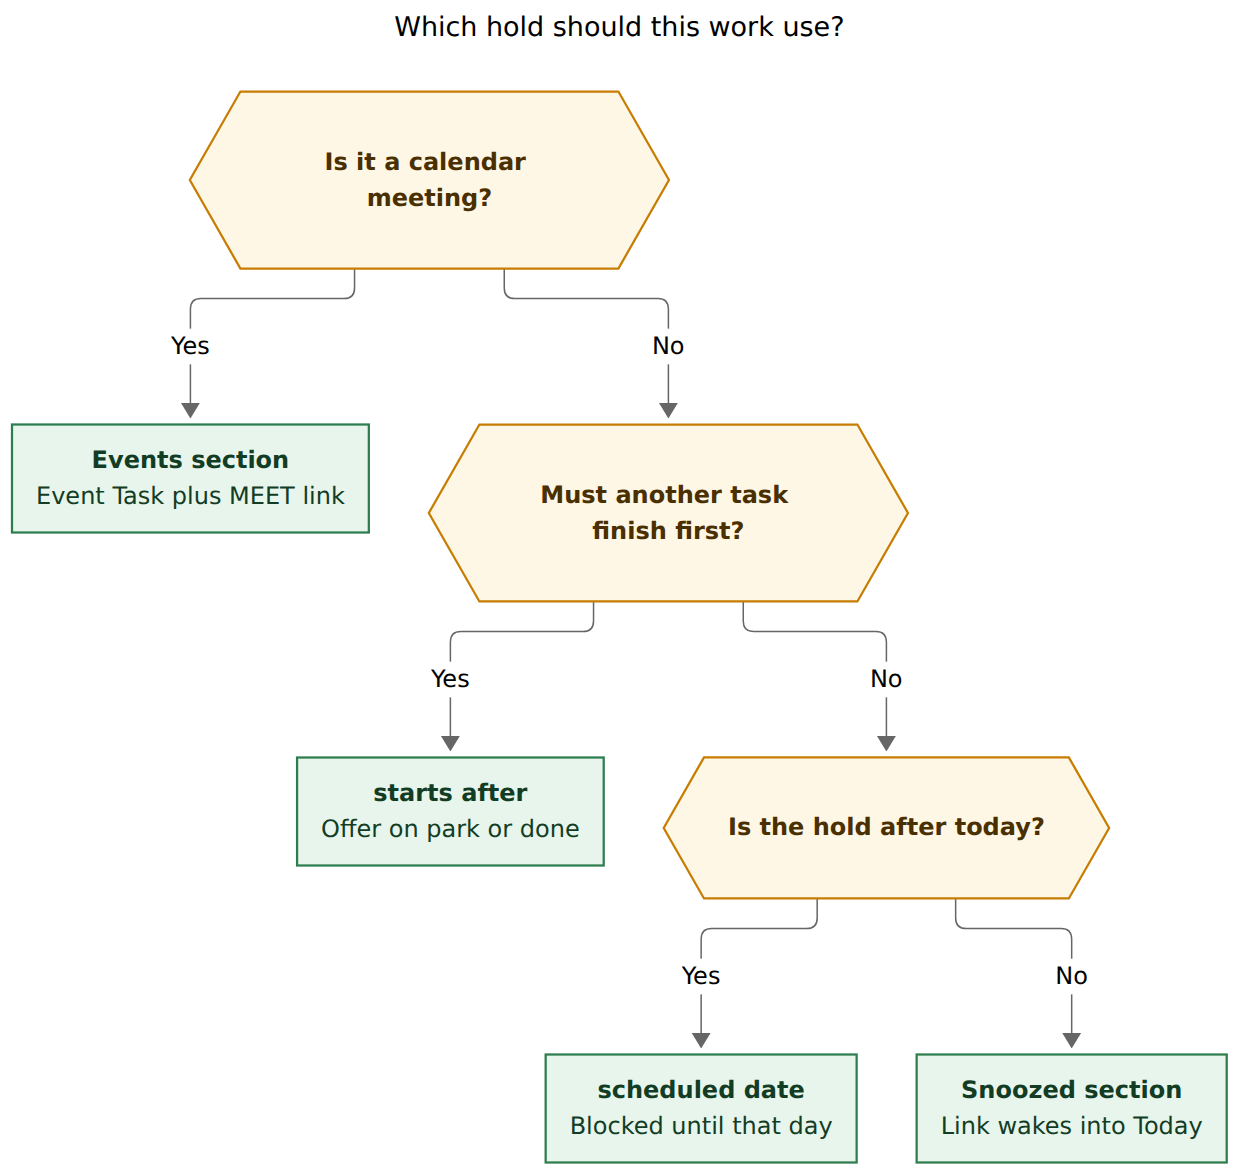 Which hold should this work use?
Is it a calendar
meeting?
Yes
No
Events section
Event Task plus MEET link
Must another task
finish first?
Yes
No
starts after
Offer on park or done
Is the hold after today?
Yes
No
scheduled date
Blocked until that day
Snoozed section
Link wakes into Today